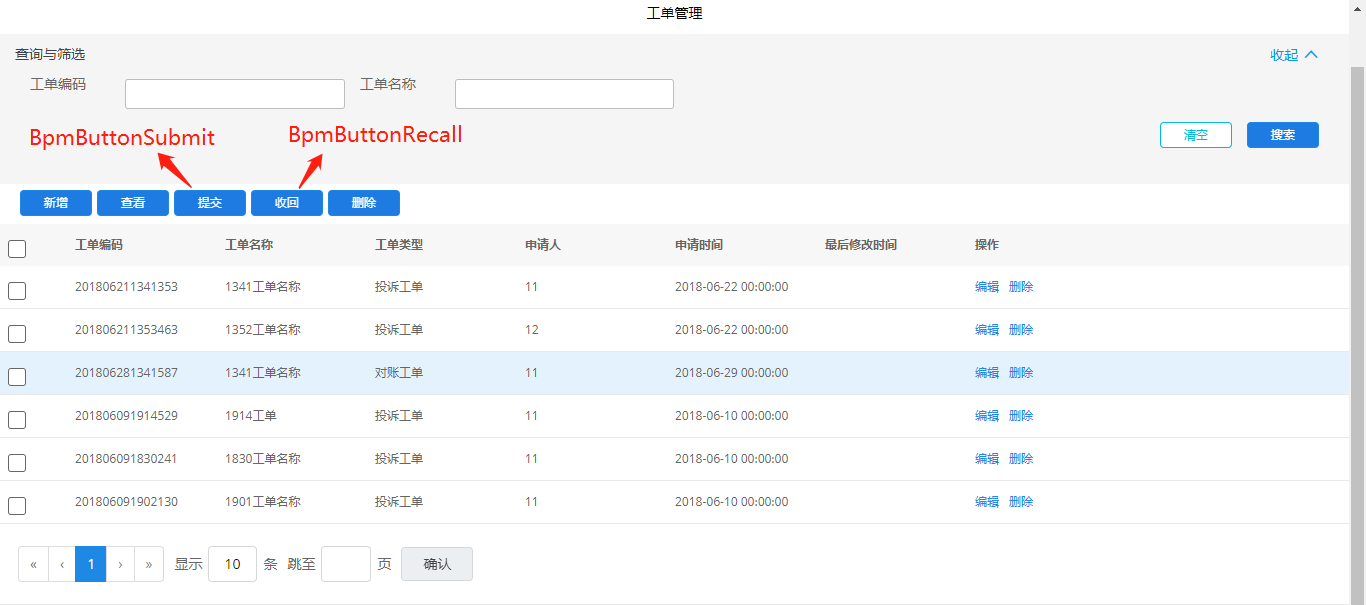 工单管理
查询与筛选 收起
工单编码 工单名称
BpmButtonSubmit BpmButtonRecall
清空 搜索
新增 查看 提交 收回 删除
工单编码 工单名称 工单类型 申请人 申请时间 最后修改时间 操作
201806211341353 1341工单名称 投诉工单 11 2018-06-22 00:00:00 编辑 删除
201806211353463 1352工单名称 投诉工单 12 2018-06-22 00:00:00 编辑 删除
201806281341587 1341工单名称 对账工单 11 2018-06-29 00:00:00 编辑 删除
201806091914529 1914工单 投诉工单 11 2018-06-10 00:00:00 编辑 删除
201806091830241 1830工单名称 投诉工单 11 2018-06-10 00:00:00 编辑 删除
201806091902130 1901工单名称 投诉工单 11 2018-06-10 00:00:00 编辑 删除
« ‹ 1 › » 显示 10 条 跳至 页 确认